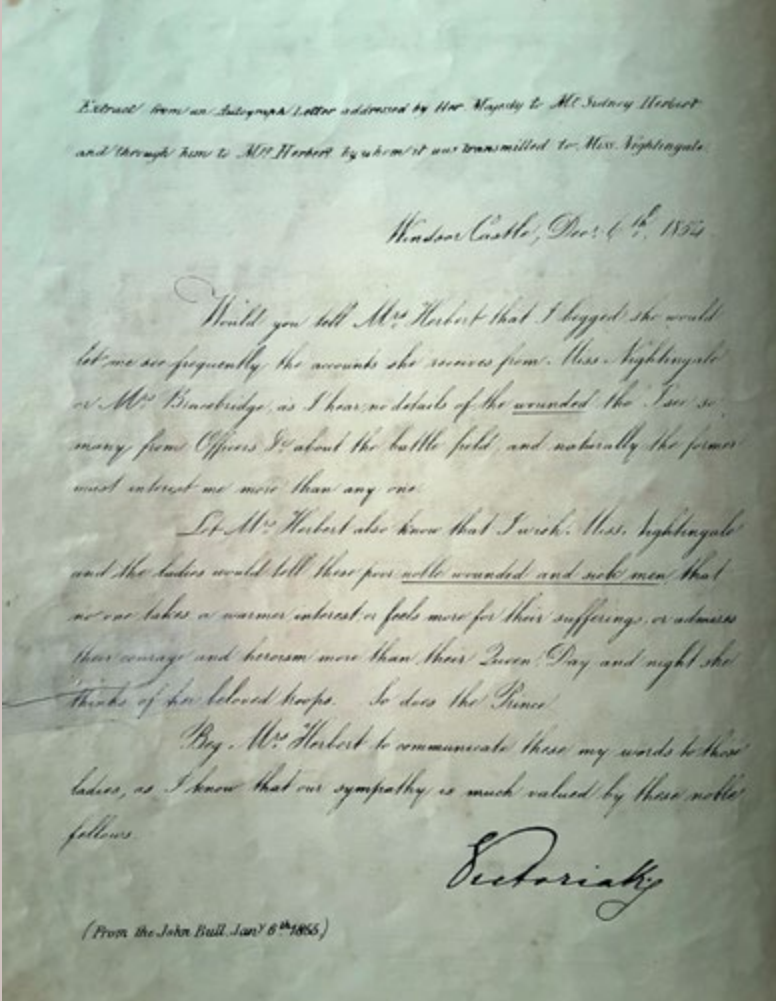 Extract from an Autograph Letter addressed by Her Majesty to Mr. Sidney Herbert
and through him to Mrs. Herbert by whom it was transmitted to Miss Nightingale.
Windsor Castle, Decr. 6th. 1854
Would you tell Mrs. Herbert that I begged she would
let me see frequently the accounts she receives from Miss Nightingale
or Mrs. Bracebridge, as I hear no details of the wounded tho' I see so
many from Officers &c about the battle field, and naturally the former
must interest me more than any one.
Let Mrs. Herbert also know that I wish Miss Nightingale
and the ladies would tell these poor noble wounded and sick men, that
no one takes a warmer interest, or feels more for their sufferings, or admires
their courage and heroism more than their Queen. Day and night she
thinks of her beloved troops. So does the Prince.
Beg Mrs. Herbert to communicate these my words to those
ladies, as I know that our sympathy is much valued by these noble
fellows.
Victoria
(From the John Bull. Jany 6th 1855)